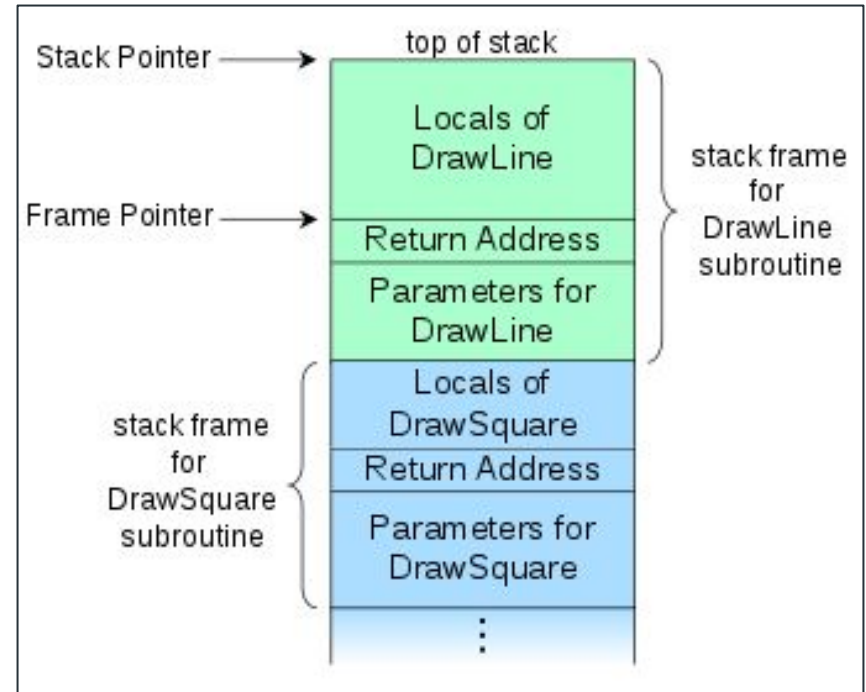 top of stack
Stack Pointer
Locals of
DrawLine
stack frame
for
DrawLine
subroutine
Frame Pointer
Return Address
Parameters for
DrawLine
Locals of
DrawSquare
stack frame
for
DrawSquare
subroutine
Return Address
Parameters for
DrawSquare